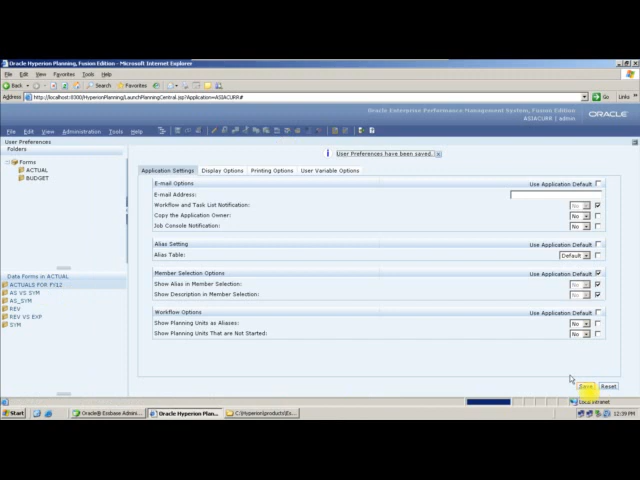 Oracle Hyperion Planning, Fusion Edition - Microsoft Internet Explorer
File Edit View Favorites Tools Help
Back Search Favorites
Address http://localhost:8300/HyperionPlanning/LaunchPlanningCentral.jsp?Application=ASIACURR# Go Links
Oracle Enterprise Performance Management System, Fusion Edition
ASIACURR | admin ORACLE
File Edit View Administration Tools Help
User Preferences
Folders
Forms
ACTUAL
BUDGET
Data Forms in ACTUAL
ACTUALS FOR FY12
AS VS SYM
AS_SYM
REV
REV VS EXP
SYM
User Preferences have been saved.
Application Settings Display Options Printing Options User Variable Options
E-mail Options Use Application Default
E-mail Address:
Workflow and Task List Notification: No
Copy the Application Owner: No
Job Console Notification: No
Alias Setting Use Application Default
Alias Table: Default
Member Selection Options Use Application Default
Show Alias in Member Selection: No
Show Description in Member Selection: No
Workflow Options Use Application Default
Show Planning Units as Aliases: No
Show Planning Units That are Not Started: No
Save Reset
Local intranet
Start Oracle® Essbase Admini... Oracle Hyperion Plan... C:\Hyperion\products\Es... 12:39 PM